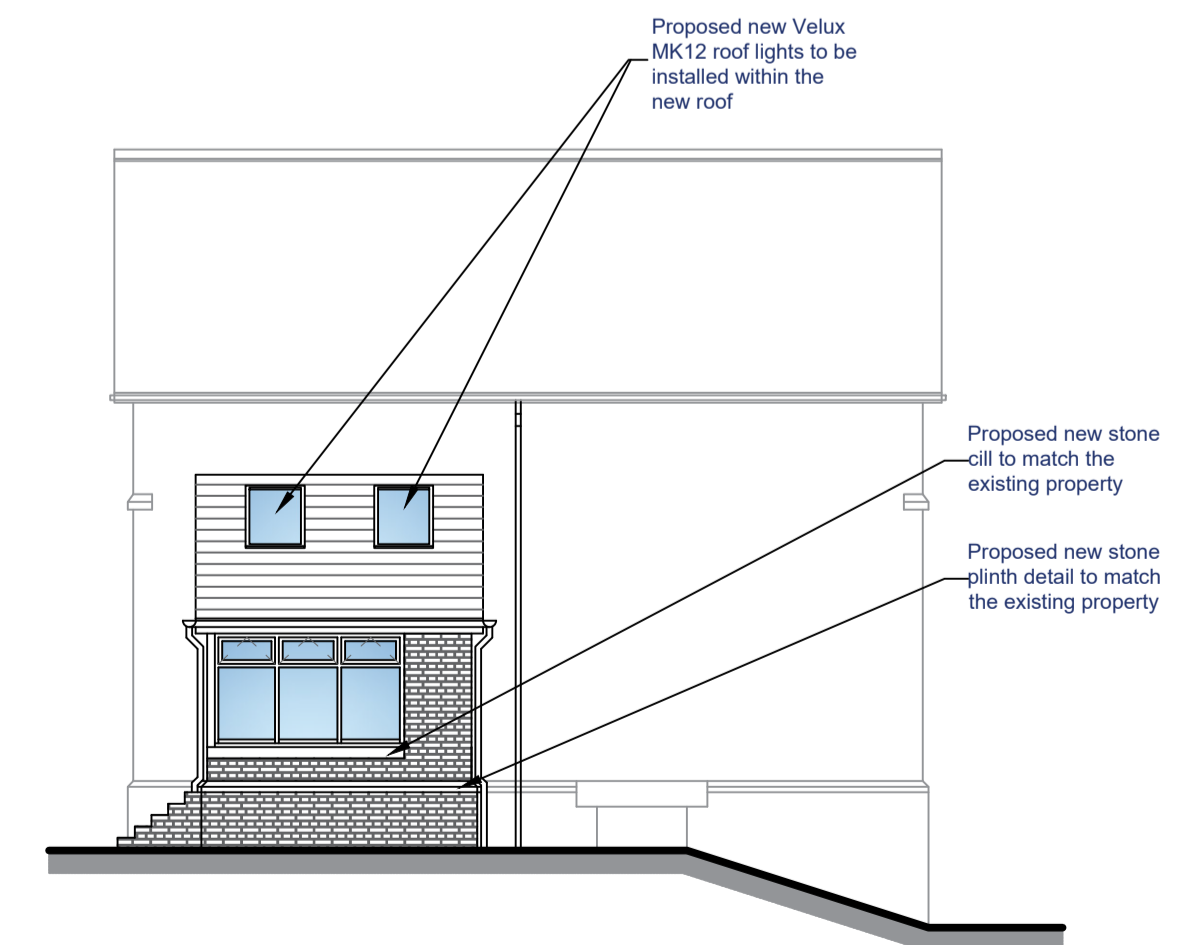 Proposed new Velux
MK12 roof lights to be
installed within the
new roof
Proposed new stone
cill to match the
existing property
Proposed new stone
plinth detail to match
the existing property